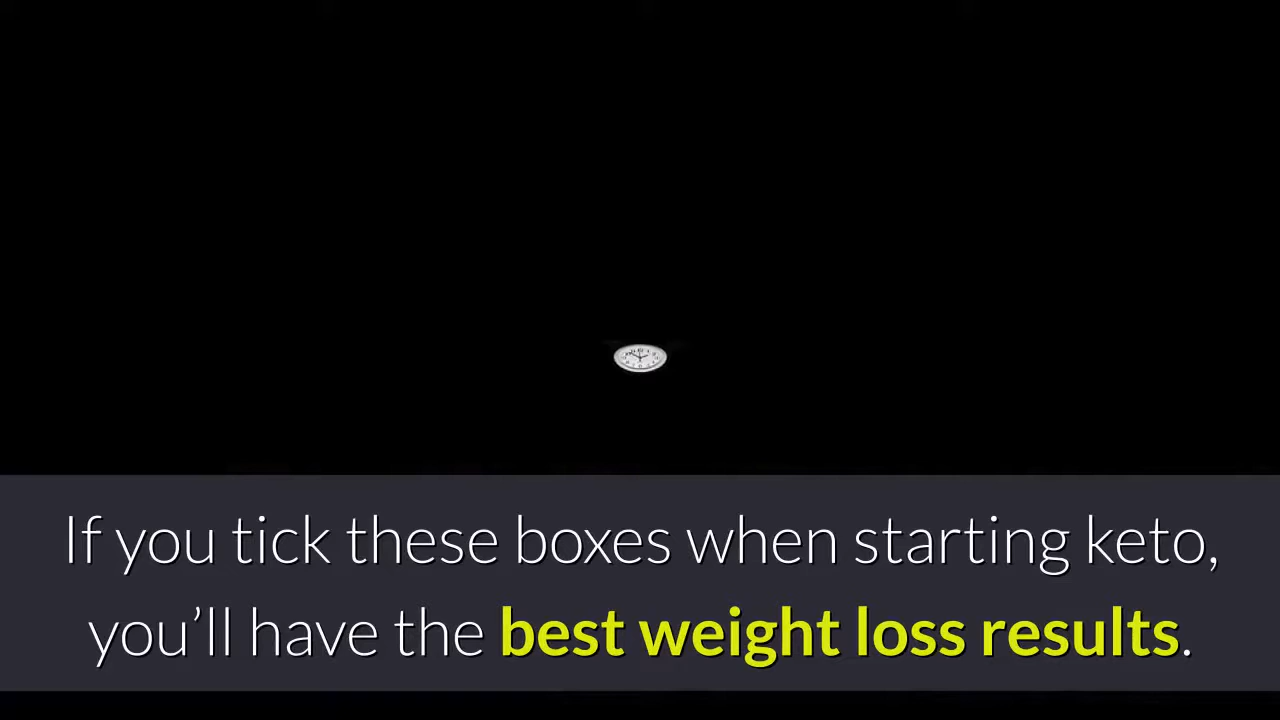 If you tick these boxes when starting keto,
you’ll have the best weight loss results.